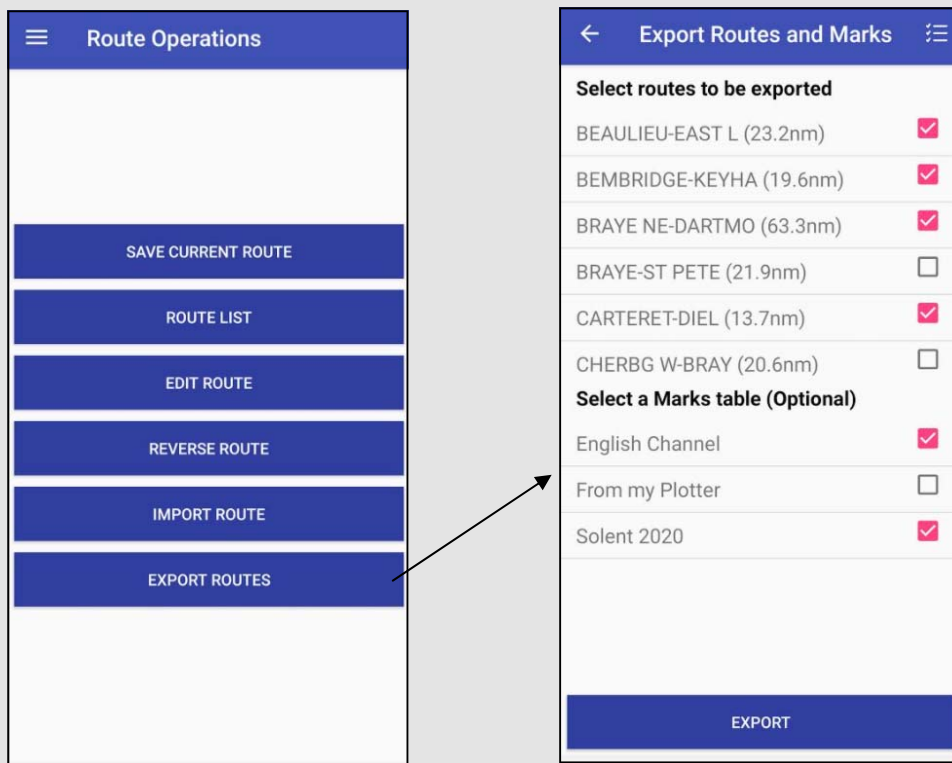 Route Operations
SAVE CURRENT ROUTE
ROUTE LIST
EDIT ROUTE
REVERSE ROUTE
IMPORT ROUTE
EXPORT ROUTES
Export Routes and Marks
Select routes to be exported
BEAULIEU-EAST L (23.2nm)
BEMBRIDGE-KEYHA (19.6nm)
BRAYE NE-DARTMO (63.3nm)
BRAYE-ST PETE (21.9nm)
CARTERET-DIEL (13.7nm)
CHERBG W-BRAY (20.6nm)
Select a Marks table (Optional)
English Channel
From my Plotter
Solent 2020
EXPORT